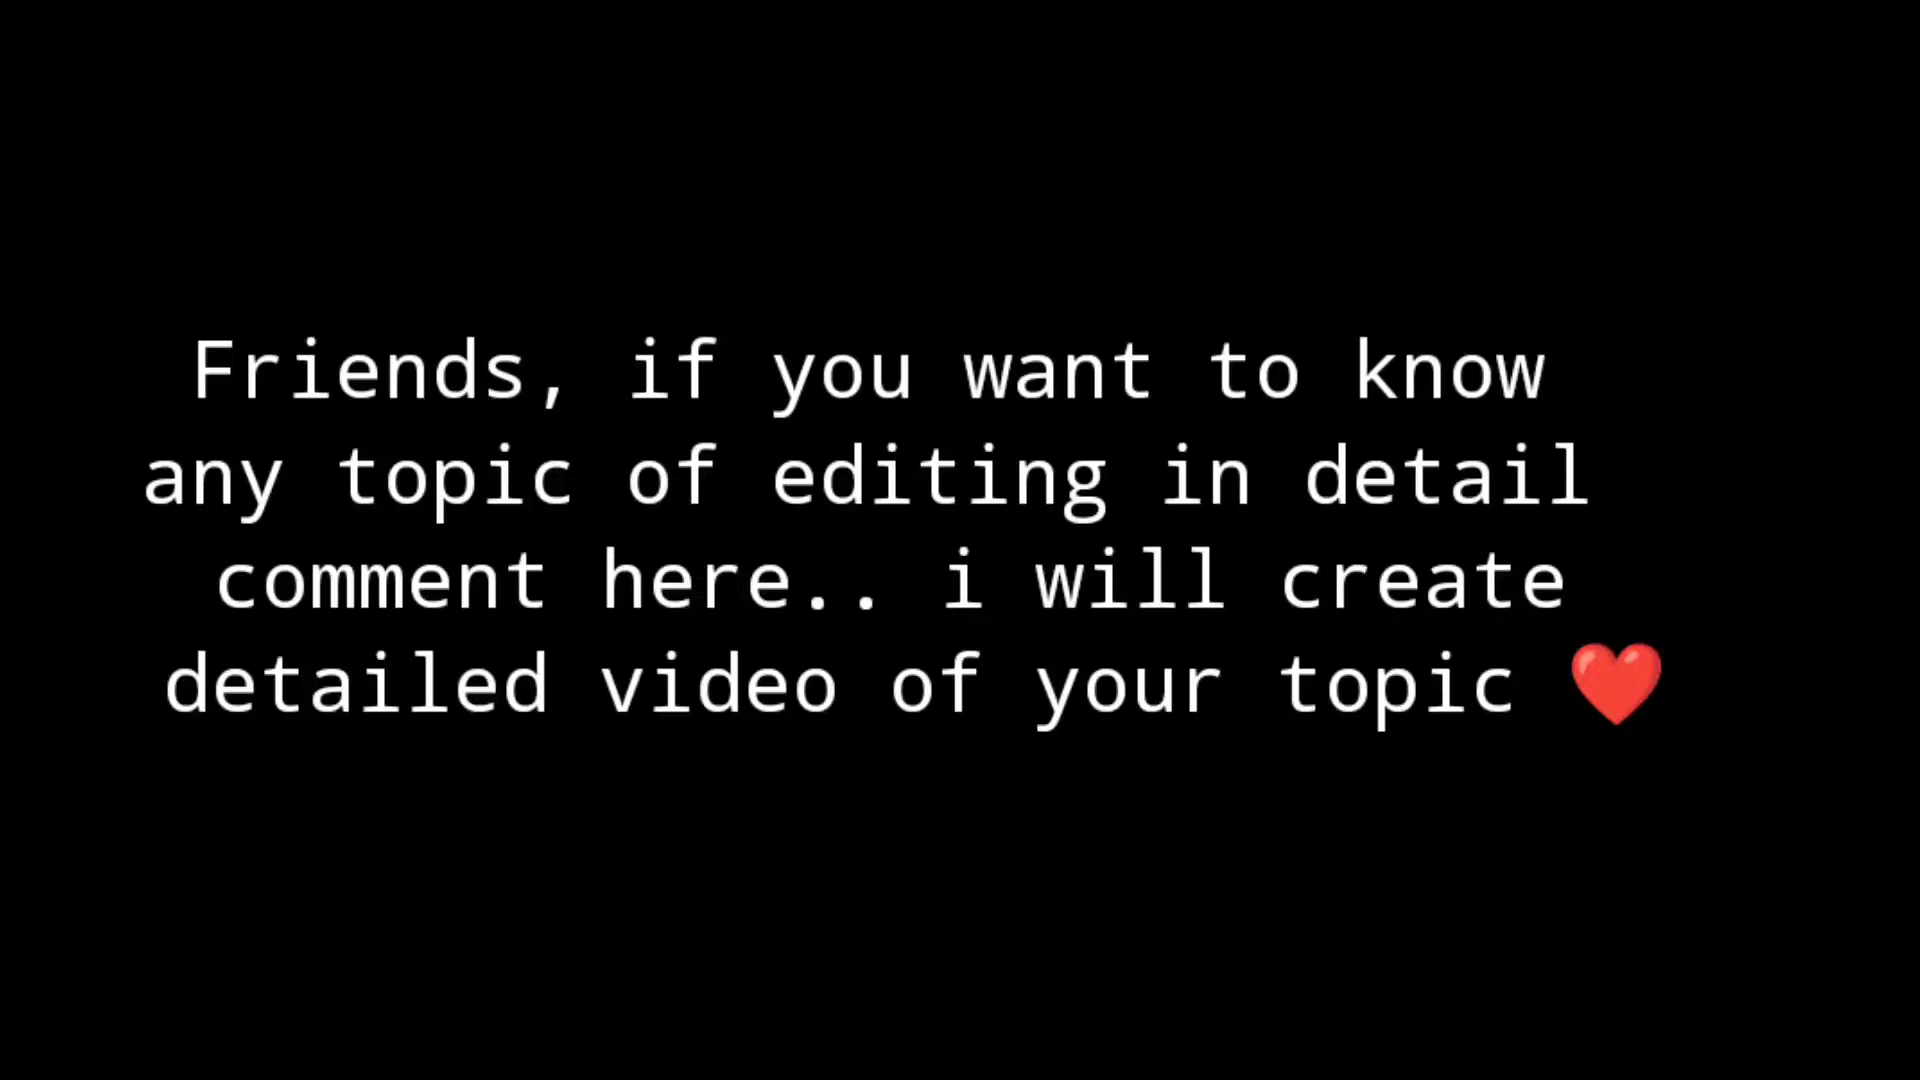 Friends, if you want to know
any topic of editing in detail
comment here.. i will create
detailed video of your topic ❤️